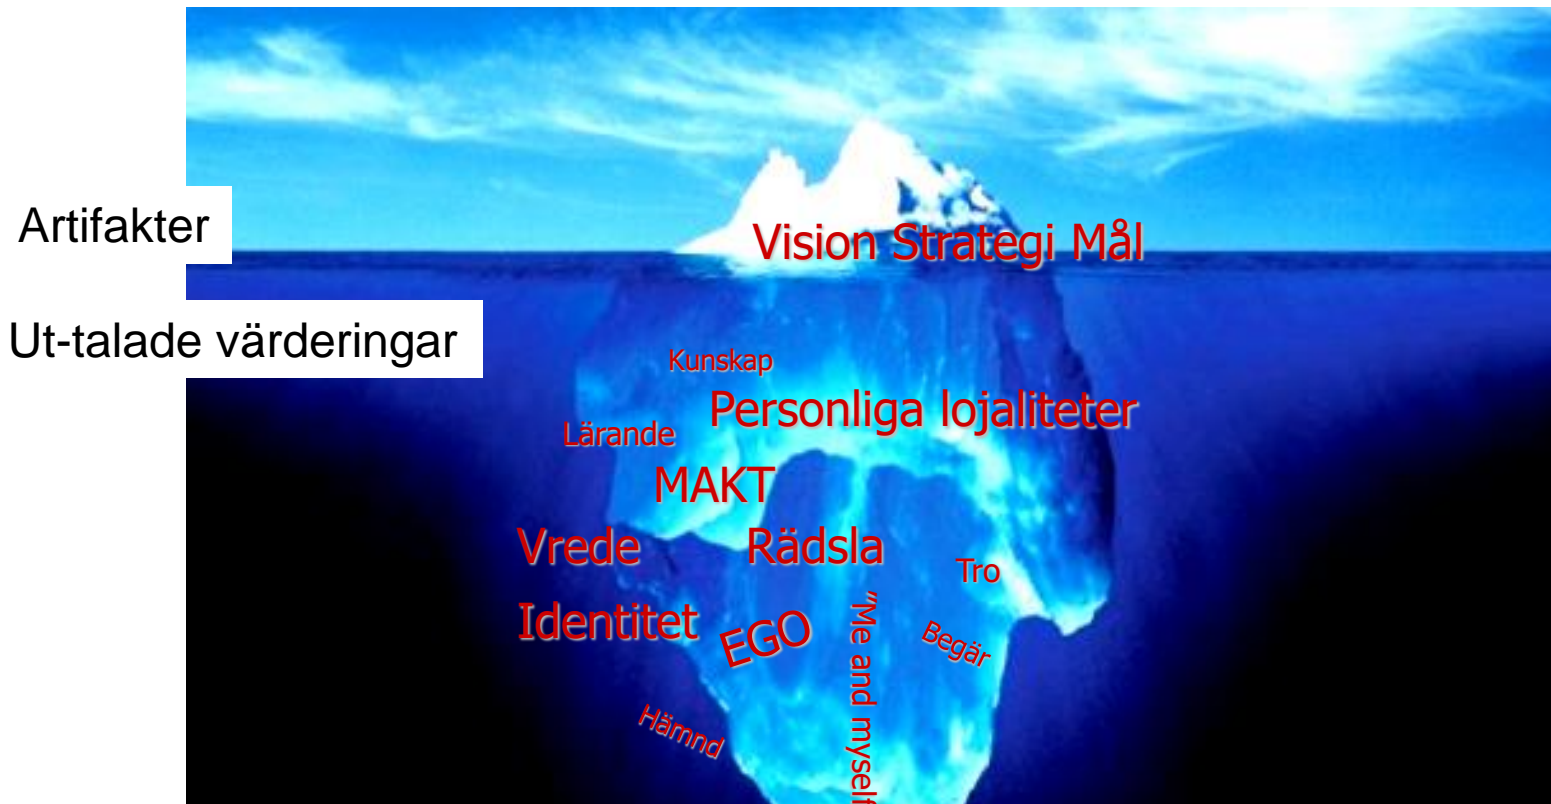 Artifakter
Vision Strategi Mål
Ut-talade värderingar
Kunskap
Personliga lojaliteter
Lärande
MAKT
Vrede
Rädsla
Tro
Identitet
EGO
"Me and myself
Begär
Hämnd